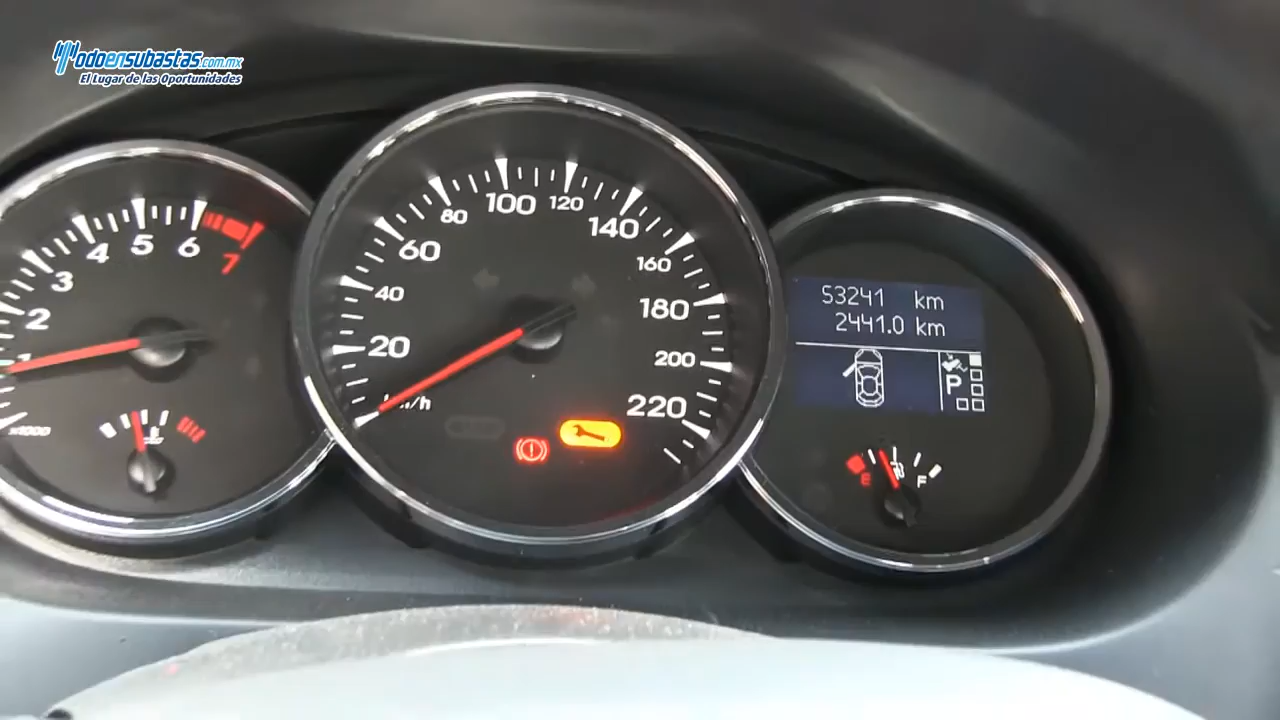 Todoensubastas.com.mx
El Lugar de las Oportunidades
1
2
3
4
5
6
7
x1000
20
40
60
80
100
120
140
160
180
200
220
km/h
53241 km
2441.0 km
P
E
F